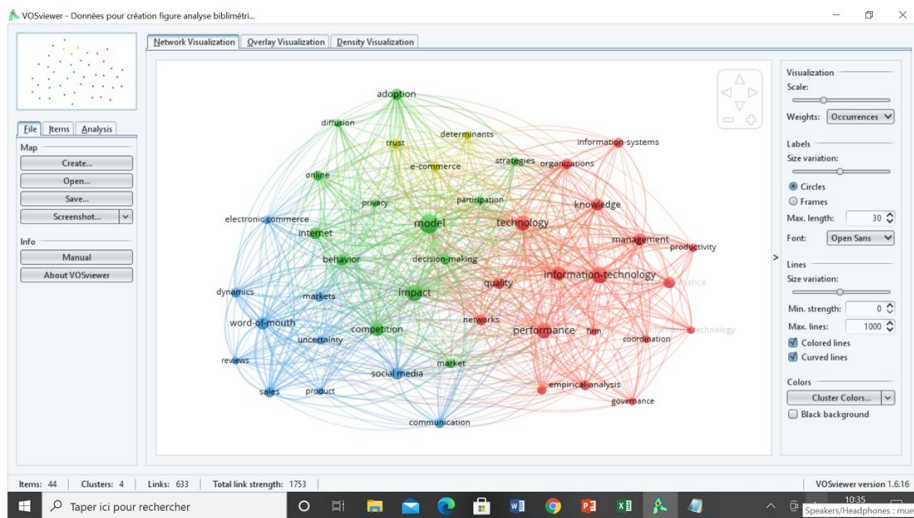 VOSviewer - Données pour création figure analyse biblimétri...
Network Visualization Overlay Visualization Density Visualization
File Items Analysis
Map
Create...
Open...
Save...
Screenshot...
Info
Manual
About VOSviewer
adoption
diffusion
trust
determinants
information-systems
e-commerce
strategies
organizations
online
privacy
participation
knowledge
electronic commerce
model
technology
internet
management
productivity
behavior
decision-making
information-technology
quality
dynamics
markets
impact
word-of-mouth
competition
networks
performance
firm
uncertainty
coordination
reviews
market
social media
sales
product
empirical-analysis
governance
communication
Visualization
Scale:
Weights: Occurrences
Labels
Size variation:
Circles
Frames
Max. length: 30
Font: Open Sans
Lines
Size variation:
Min. strength: 0
Max. lines: 1000
Colored lines
Curved lines
Colors
Cluster Colors...
Black background
Items: 44 Clusters: 4 Links: 633 Total link strength: 1753
VOSviewer version 1.6.16
Taper ici pour rechercher
10:35
Speakers/Headphones : mue